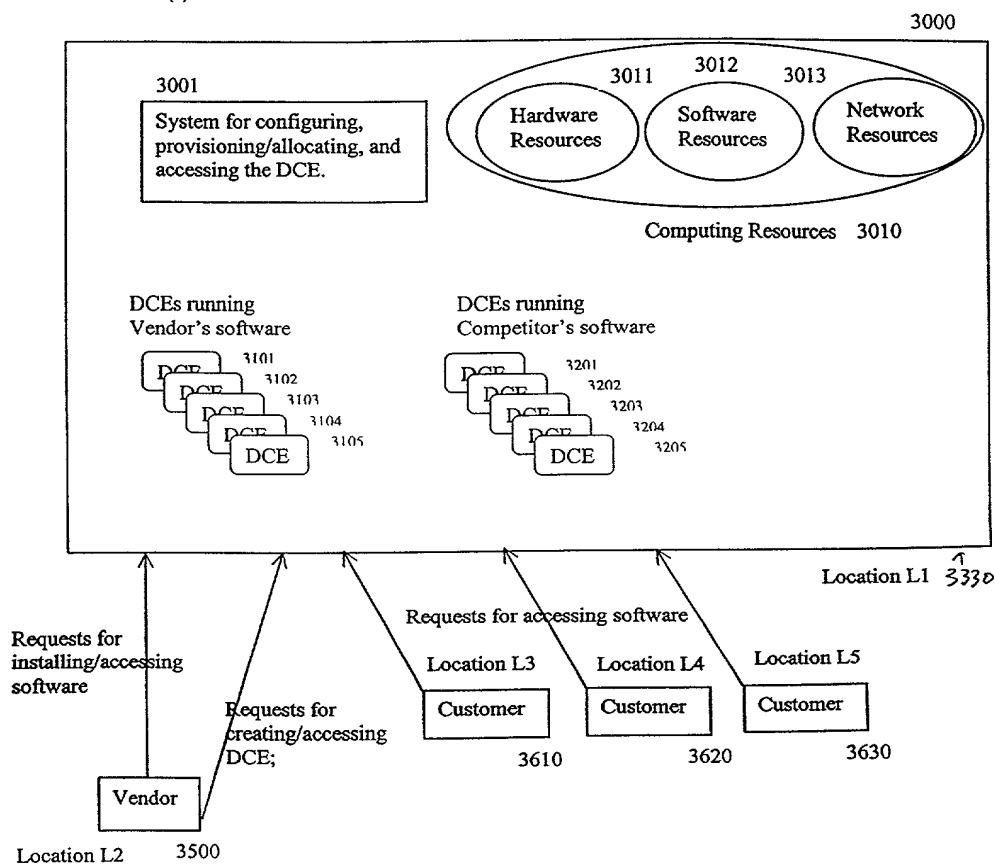 (s)
3000
3001
System for configuring,
provisioning/allocating, and
accessing the DCE.
3011
3012
3013
Hardware
Resources
Software
Resources
Network
Resources
Computing Resources 3010
DCEs running
Vendor's software
DCE
3101
DCE
3102
DCE
3103
DCE
3104
DCE
3105
DCEs running
Competitor's software
DCE
3201
DCE
3202
DCE
3203
DCE
3204
DCE
3205
Location L1 3330
Requests for accessing software
Requests for
installing/accessing
software
Requests for
creating/accessing
DCE;
Location L3
Customer
3610
Location L4
Customer
3620
Location L5
Customer
3630
Vendor
Location L2 3500